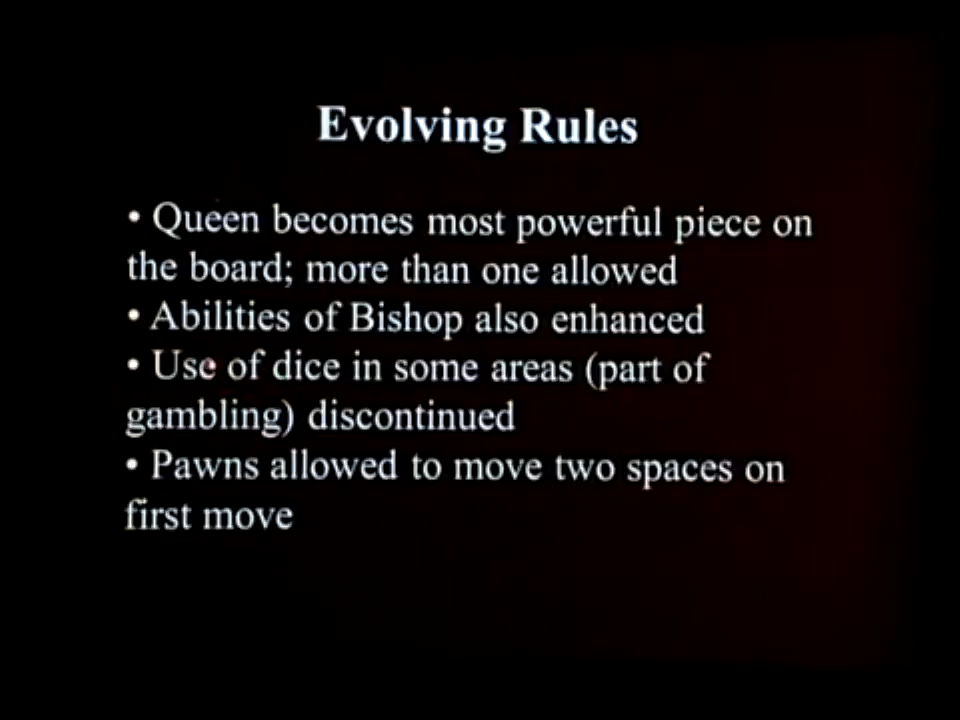 Evolving Rules
• Queen becomes most powerful piece on
the board; more than one allowed
• Abilities of Bishop also enhanced
• Use of dice in some areas (part of
gambling) discontinued
• Pawns allowed to move two spaces on
first move